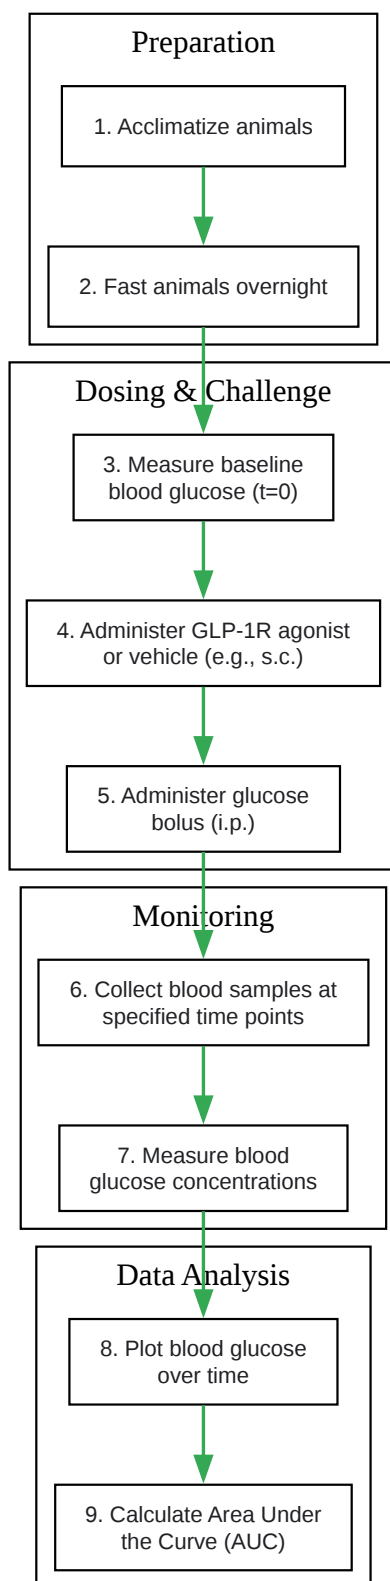 Preparation
1. Acclimatize animals
2. Fast animals overnight
Dosing & Challenge
3. Measure baseline
blood glucose (t=0)
4. Administer GLP-1R agonist
or vehicle (e.g., s.c.)
5. Administer glucose
bolus (i.p.)
Monitoring
6. Collect blood samples at
specified time points
7. Measure blood
glucose concentrations
Data Analysis
8. Plot blood glucose
over time
9. Calculate Area Under
the Curve (AUC)